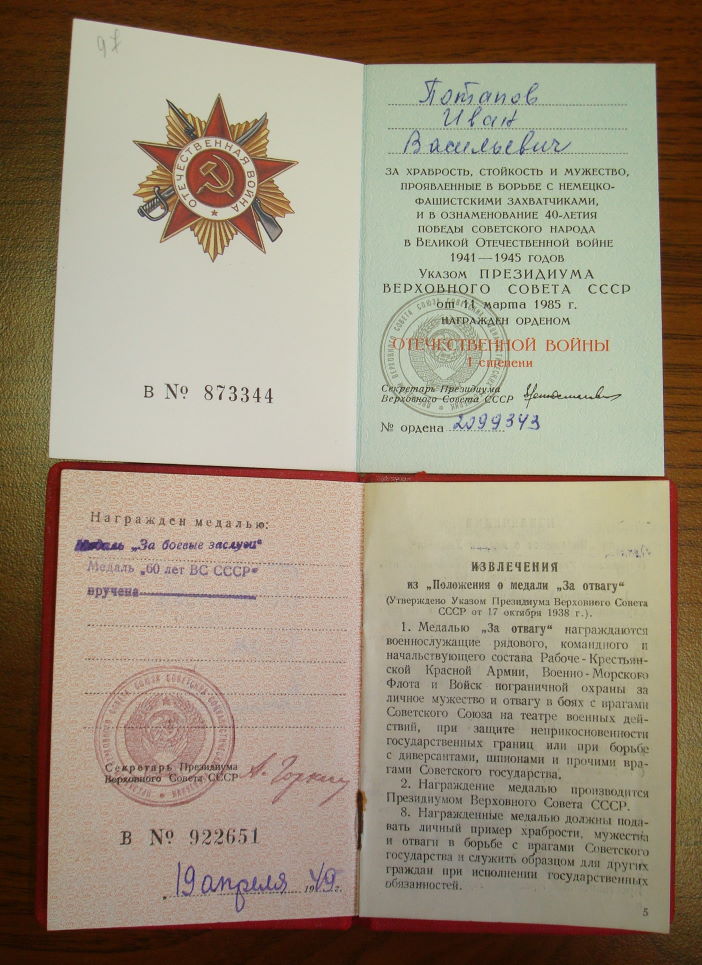 97
ОТЕЧЕСТВЕННАЯ ВОЙНА
В № 873344
Потапов
Иван
Васильевич
ЗА ХРАБРОСТЬ, СТОЙКОСТЬ И МУЖЕСТВО,
ПРОЯВЛЕННЫЕ В БОРЬБЕ С НЕМЕЦКО-
ФАШИСТСКИМИ ЗАХВАТЧИКАМИ,
И В ОЗНАМЕНОВАНИЕ 40-ЛЕТИЯ
ПОБЕДЫ СОВЕТСКОГО НАРОДА
В ВЕЛИКОЙ ОТЕЧЕСТВЕННОЙ ВОЙНЕ
1941—1945 ГОДОВ
УКАЗОМ ПРЕЗИДИУМА
ВЕРХОВНОГО СОВЕТА СССР
от 11 марта 1985 г.
НАГРАЖДЕН ОРДЕНОМ
ОТЕЧЕСТВЕННОЙ ВОЙНЫ
I степени
Секретарь Президиума
Верховного Совета СССР
№ ордена 2099343
Награжден медалью:
Медаль „За боевые заслуги"
Медаль „60 лет ВС СССР"
вручена
Секретарь Президиума
Верховного Совета СССР А. Горкин
В № 922651
19 апреля 1949 г.
ИЗВЛЕЧЕНИЯ
из „Положения о медали „За отвагу"
(Утверждено Указом Президиума Верховного Совета
СССР от 17 октября 1938 г.).
1. Медалью „За отвагу" награждаются
военнослужащие рядового, командного и
начальствующего состава Рабоче-Крестьян-
ской Красной Армии, Военно-Морского
Флота и Войск пограничной охраны за
личное мужество и отвагу в боях с врагами
Советского Союза на театре военных дей-
ствий, при защите неприкосновенности
государственных границ или при борьбе
с диверсантами, шпионами и прочими вра-
гами Советского государства.
2. Награждение медалью производится
Президиумом Верховного Совета СССР.
8. Награжденные медалью должны пода-
вать личный пример храбрости, мужества
и отваги в борьбе с врагами Советского
государства и служить образцом для других
граждан при исполнении государственных
обязанностей.
5